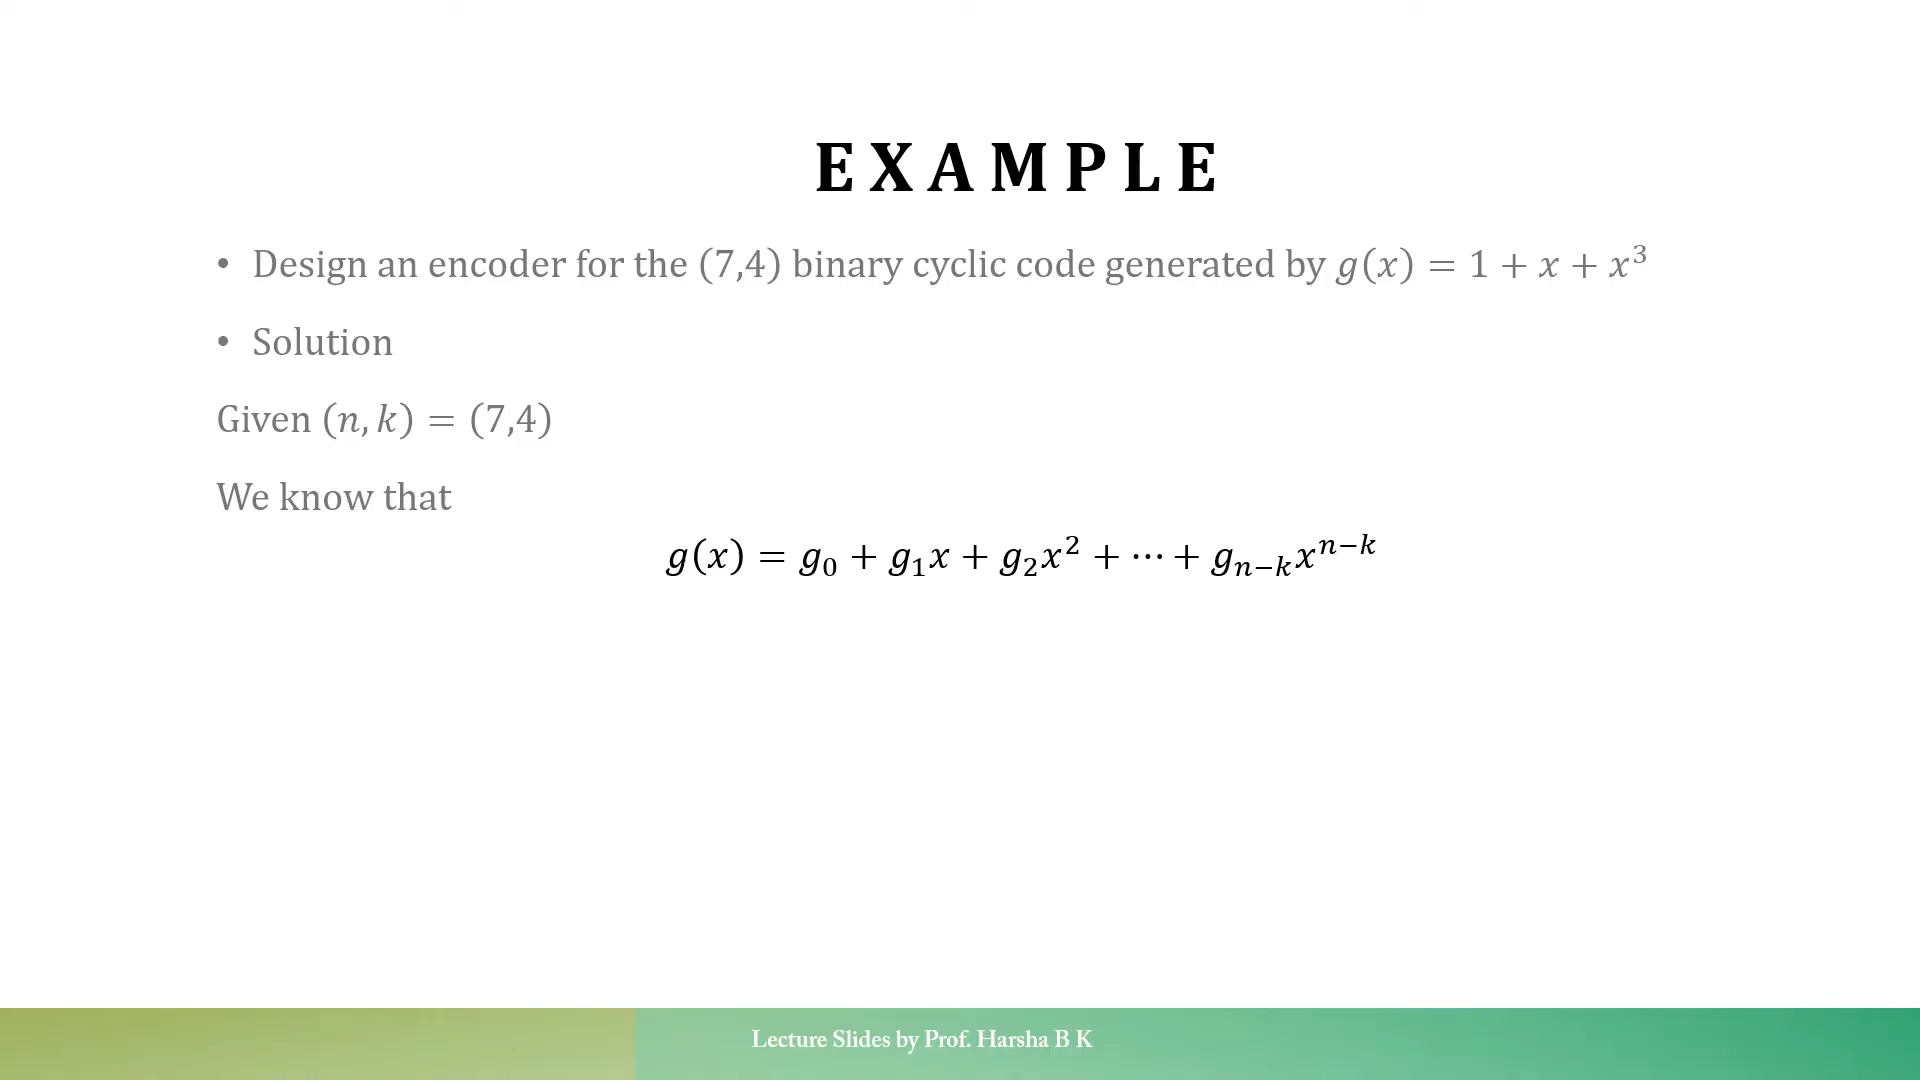 EXAMPLE
• Design an encoder for the (7,4) binary cyclic code generated by g(x) = 1 + x + x³
• Solution
Given (n, k) = (7,4)
We know that
g(x) = g₀ + g₁x + g₂x² + ⋯ + gₙ₋ₖxⁿ⁻ᵏ
Lecture Slides by Prof. Harsha B K